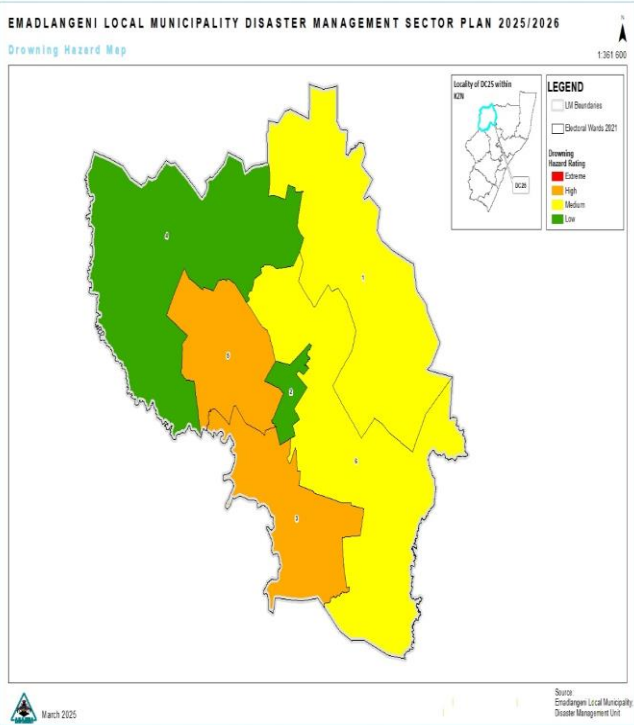 EMADLANGENI LOCAL MUNICIPALITY DISASTER MANAGEMENT SECTOR PLAN 2025/2026
Drowning Hazard Map
N
1:361 600
Locality of DC25 within
KZN
DC25
LEGEND
LM Boundaries
Electoral Wards 2021
Drowning
Hazard Rating
Extreme
High
Medium
Low
4
1
2
6
3
March 2025
Source:
Emadlangeni Local Municipality:
Disaster Management Unit